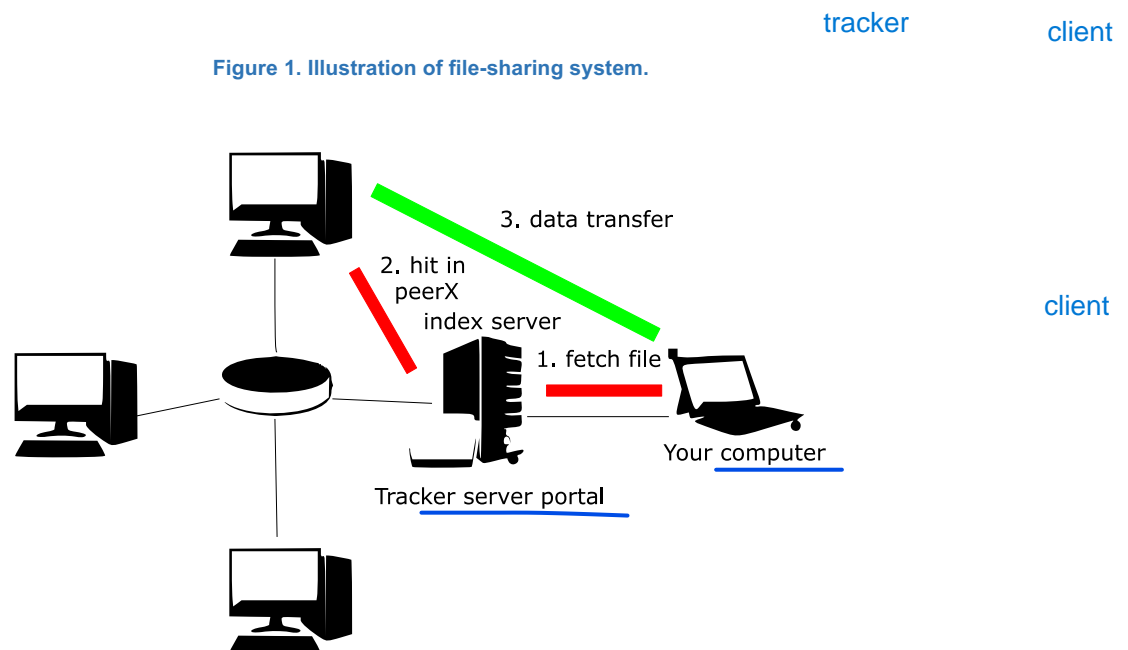 tracker
client
Figure 1. Illustration of file-sharing system.
3. data transfer
2. hit in
peerX
client
index server
1. fetch file
Your computer
Tracker server portal